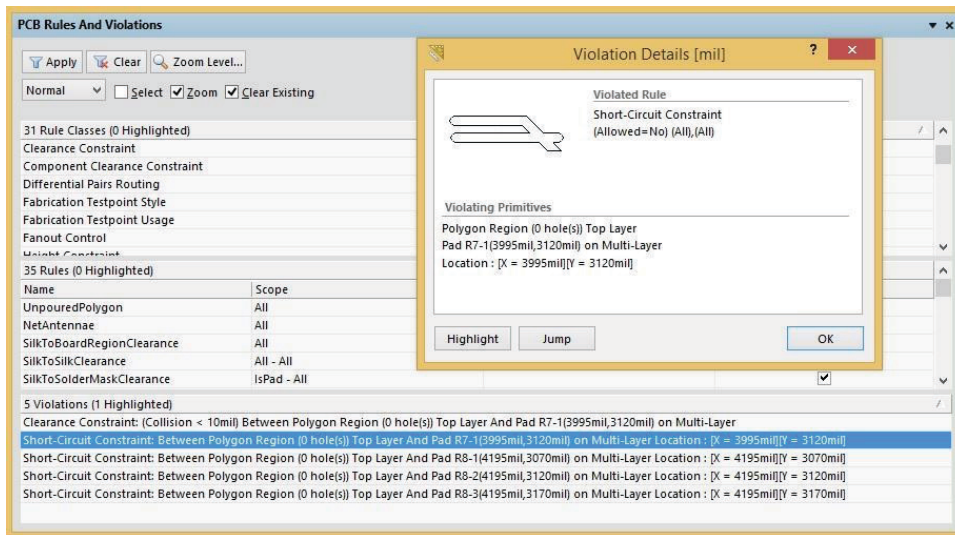 PCB Rules And Violations
Apply Clear Zoom Level...
Normal Select Zoom Clear Existing
31 Rule Classes (0 Highlighted)
Clearance Constraint
Component Clearance Constraint
Differential Pairs Routing
Fabrication Testpoint Style
Fabrication Testpoint Usage
Fanout Control
Height Constraint
35 Rules (0 Highlighted)
Name Scope
UnpouredPolygon All
NetAntennae All
SilkToBoardRegionClearance All
SilkToSilkClearance All - All
SilkToSolderMaskClearance IsPad - All
5 Violations (1 Highlighted)
Clearance Constraint: (Collision < 10mil) Between Polygon Region (0 hole(s)) Top Layer And Pad R7-1(3995mil,3120mil) on Multi-Layer
Short-Circuit Constraint: Between Polygon Region (0 hole(s)) Top Layer And Pad R7-1(3995mil,3120mil) on Multi-Layer Location : [X = 3995mil][Y = 3120mil]
Short-Circuit Constraint: Between Polygon Region (0 hole(s)) Top Layer And Pad R8-1(4195mil,3070mil) on Multi-Layer Location : [X = 4195mil][Y = 3070mil]
Short-Circuit Constraint: Between Polygon Region (0 hole(s)) Top Layer And Pad R8-2(4195mil,3120mil) on Multi-Layer Location : [X = 4195mil][Y = 3120mil]
Short-Circuit Constraint: Between Polygon Region (0 hole(s)) Top Layer And Pad R8-3(4195mil,3170mil) on Multi-Layer Location : [X = 4195mil][Y = 3170mil]
Violation Details [mil] ?
Violated Rule
Short-Circuit Constraint
(Allowed=No) (All),(All)
Violating Primitives
Polygon Region (0 hole(s)) Top Layer
Pad R7-1(3995mil,3120mil) on Multi-Layer
Location : [X = 3995mil][Y = 3120mil]
Highlight Jump OK